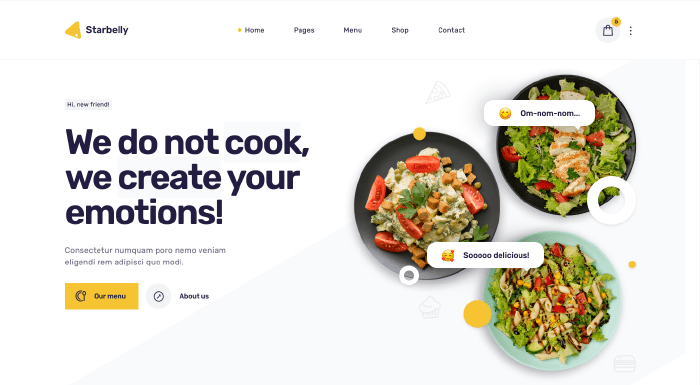 Starbelly
Home
Pages
Menu
Shop
Contact
Hi, new friend!
We do not cook,
we create your
emotions!
Consectetur numquam poro nemo veniam
eligendi rem adipisci quo modi.
Our menu
About us
Om-nom-nom...
Sooooo delicious!